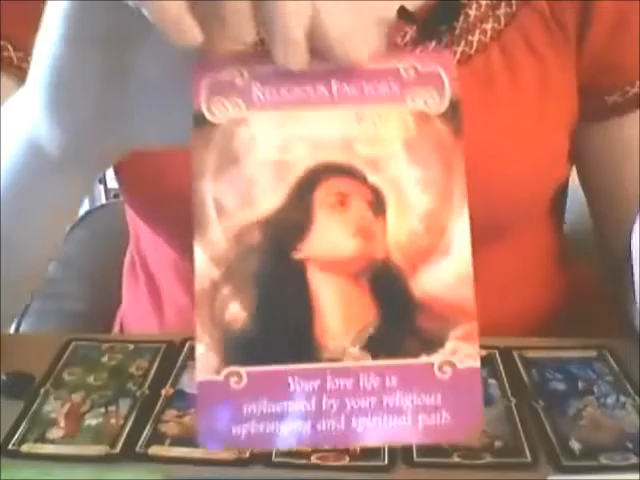 RELIGIOUS FACTORS
Your love life is
influenced by your religious
upbringing and spiritual path